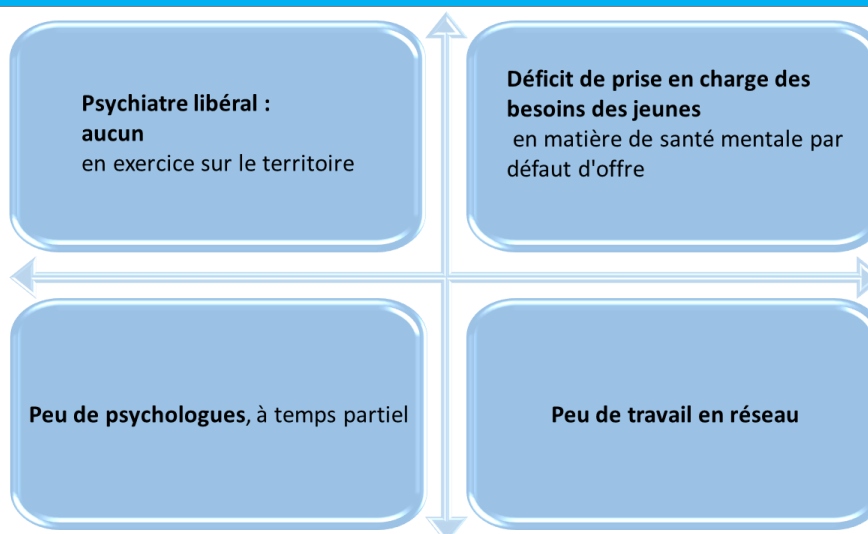 Psychiatre libéral :
aucun
en exercice sur le territoire
Déficit de prise en charge des
besoins des jeunes
en matière de santé mentale par
défaut d'offre
Peu de psychologues, à temps partiel
Peu de travail en réseau